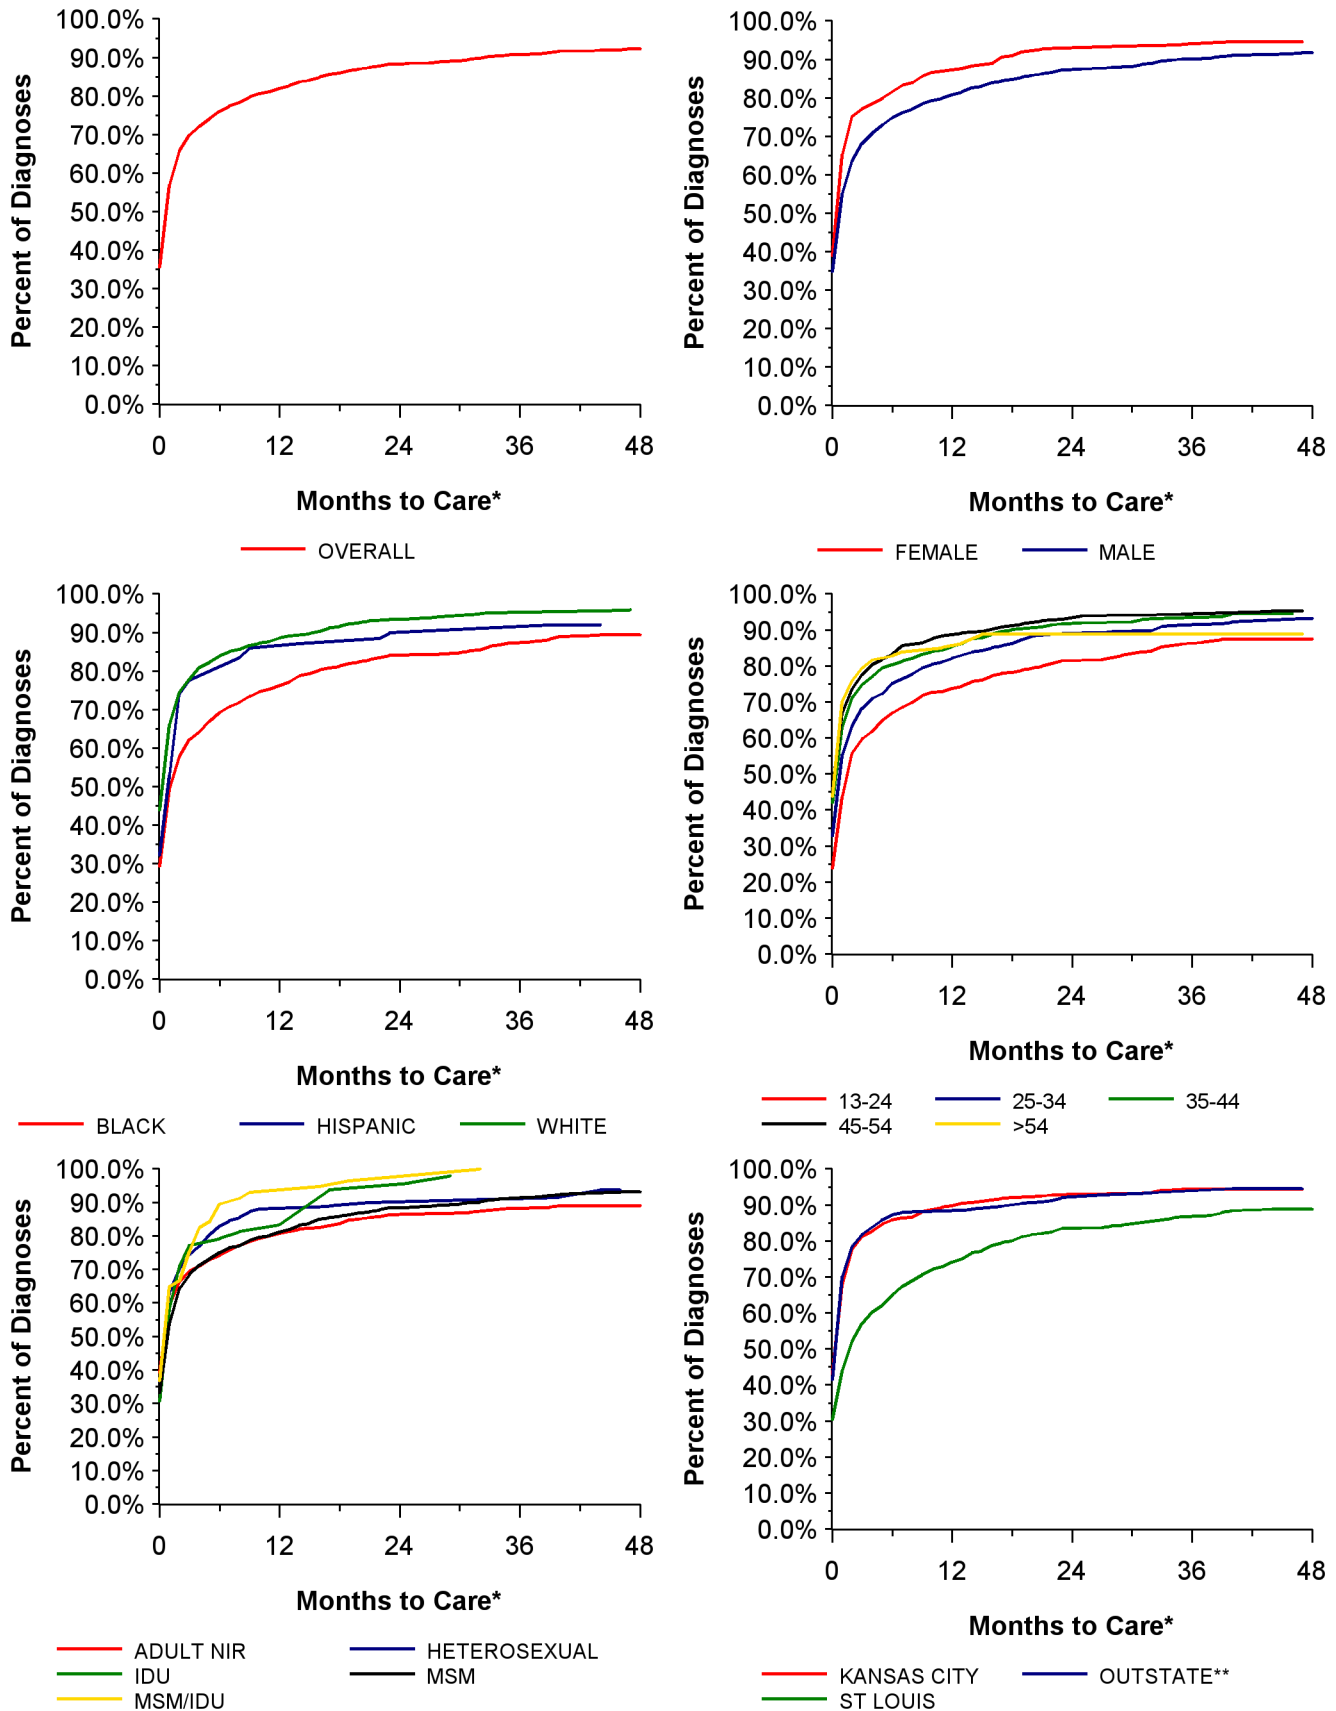 100.0%
90.0%
80.0%
70.0%
60.0%
50.0%
40.0%
30.0%
20.0%
10.0%
0.0%
Percent of Diagnoses
0 12 24 36 48
Months to Care*
OVERALL
100.0%
90.0%
80.0%
70.0%
60.0%
50.0%
40.0%
30.0%
20.0%
10.0%
0.0%
Percent of Diagnoses
0 12 24 36 48
Months to Care*
FEMALE MALE
100.0%
90.0%
80.0%
70.0%
60.0%
50.0%
40.0%
30.0%
20.0%
10.0%
0.0%
Percent of Diagnoses
0 12 24 36 48
Months to Care*
BLACK HISPANIC WHITE
100.0%
90.0%
80.0%
70.0%
60.0%
50.0%
40.0%
30.0%
20.0%
10.0%
0.0%
Percent of Diagnoses
0 12 24 36 48
Months to Care*
13-24 25-34 35-44
45-54 >54
100.0%
90.0%
80.0%
70.0%
60.0%
50.0%
40.0%
30.0%
20.0%
10.0%
0.0%
Percent of Diagnoses
0 12 24 36 48
Months to Care*
ADULT NIR HETEROSEXUAL
IDU MSM
MSM/IDU
100.0%
90.0%
80.0%
70.0%
60.0%
50.0%
40.0%
30.0%
20.0%
10.0%
0.0%
Percent of Diagnoses
0 12 24 36 48
Months to Care*
KANSAS CITY OUTSTATE**
ST LOUIS